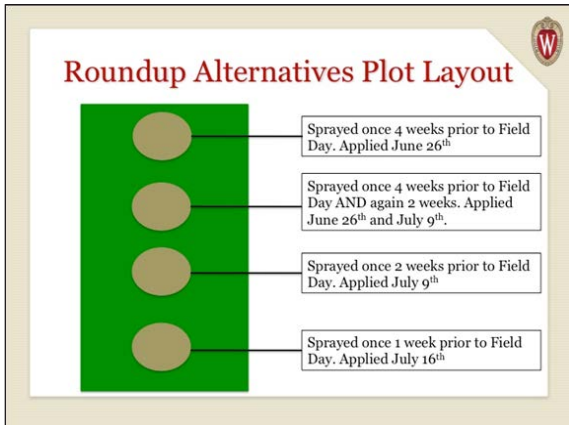 W
Roundup Alternatives Plot Layout
Sprayed once 4 weeks prior to Field
Day. Applied June 26th
Sprayed once 4 weeks prior to Field
Day AND again 2 weeks. Applied
June 26th and July 9th.
Sprayed once 2 weeks prior to Field
Day. Applied July 9th
Sprayed once 1 week prior to Field
Day. Applied July 16th